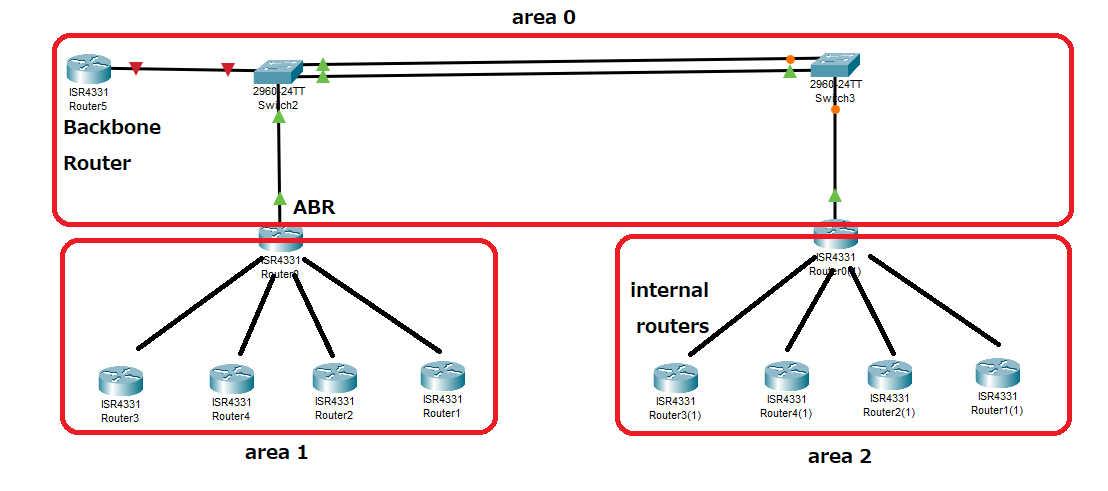 area 0
ISR4331
Router5
2960-24TT
Switch2
2960-24TT
Switch3
Backbone
Router
ABR
ISR4331
Router0
ISR4331
Router0(1)
internal
routers
ISR4331
Router3
ISR4331
Router4
ISR4331
Router2
ISR4331
Router1
ISR4331
Router3(1)
ISR4331
Router4(1)
ISR4331
Router2(1)
ISR4331
Router1(1)
area 1
area 2